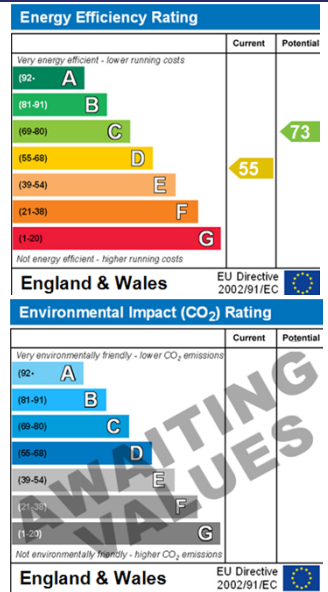 Energy Efficiency Rating
Current Potential
Very energy efficient - lower running costs
(92- A
(81-91) B
(69-80) C
73
(55-68) D
55
(39-54) E
(21-38) F
(1-20) G
Not energy efficient - higher running costs
England & Wales
EU Directive
2002/91/EC
Environmental Impact (CO2) Rating
Current Potential
Very environmentally friendly - lower CO2 emissions
(92- A
(81-91) B
(69-80) C
(55-68) D
(39-54) E
(21-38) F
(1-20) G
AWAITING
VALUES
Not environmentally friendly - higher CO2 emissions
England & Wales
EU Directive
2002/91/EC